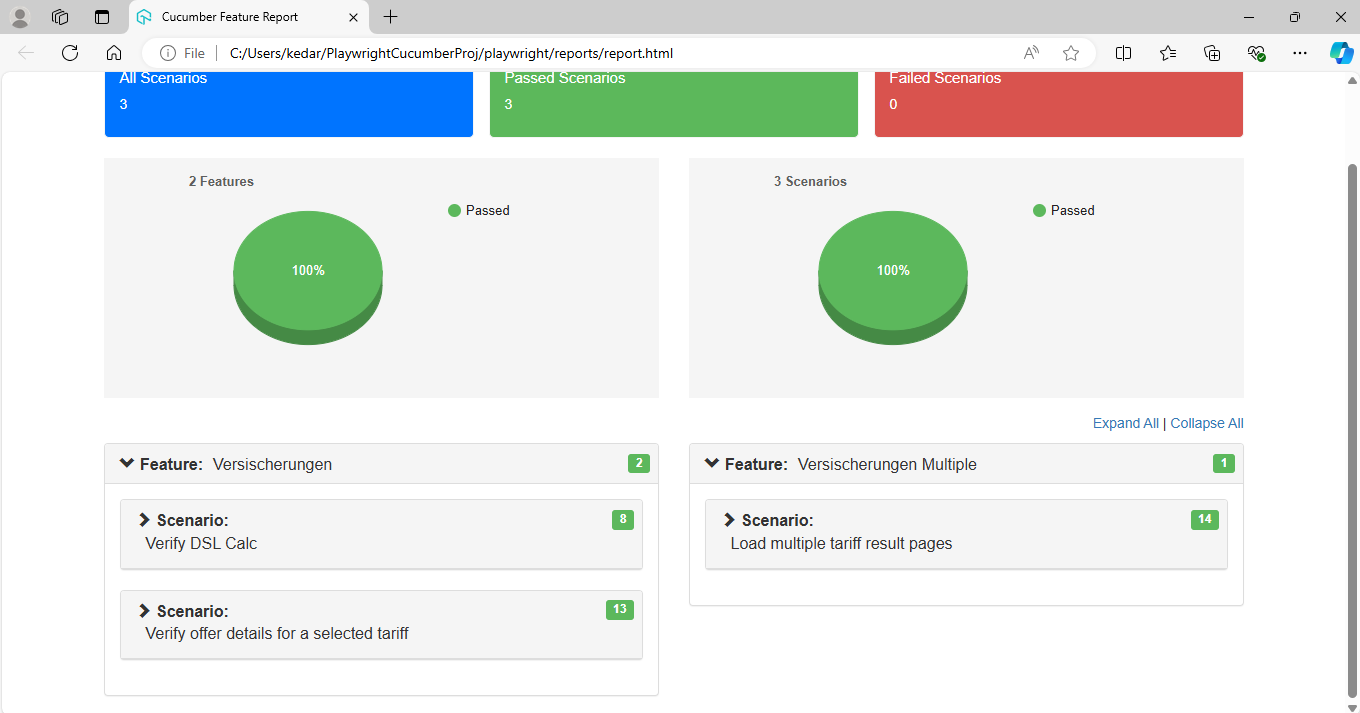 Cucumber Feature Report
File
C:/Users/kedar/PlaywrightCucumberProj/playwright/reports/report.html
All Scenarios
3
Passed Scenarios
3
Failed Scenarios
0
2 Features
Passed
100%
3 Scenarios
Passed
100%
Expand All | Collapse All
Feature: Versischerungen
2
Scenario:
8
Verify DSL Calc
Scenario:
13
Verify offer details for a selected tariff
Feature: Versischerungen Multiple
1
Scenario:
14
Load multiple tariff result pages